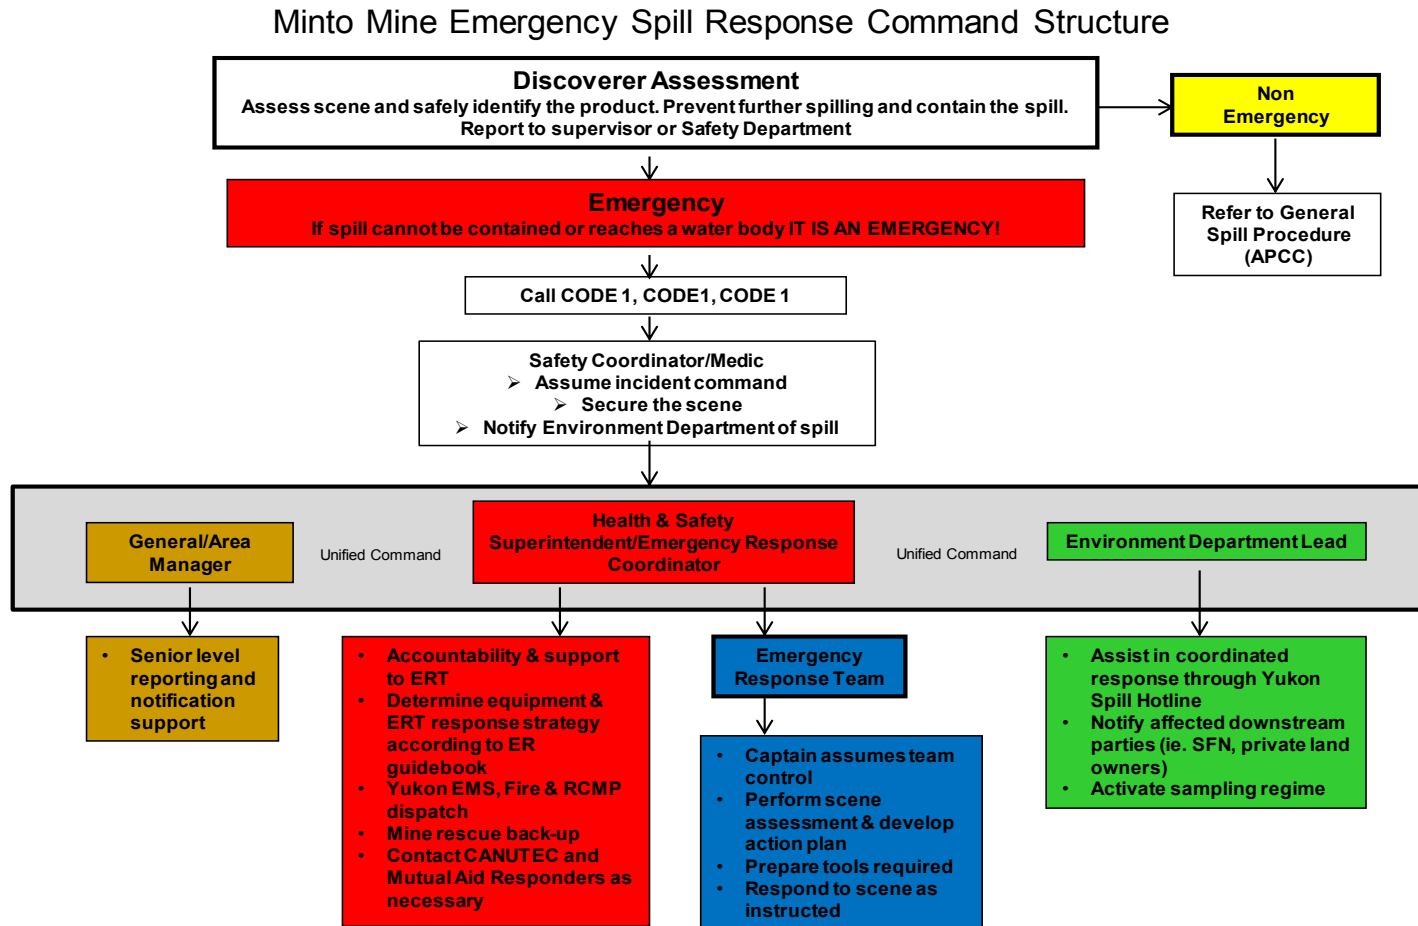 Minto Mine Emergency Spill Response Command Structure
Discoverer Assessment
Assess scene and safely identify the product. Prevent further spilling and contain the spill.
Report to supervisor or Safety Department
Non
Emergency
Emergency
If spill cannot be contained or reaches a water body IT IS AN EMERGENCY!
Refer to General
Spill Procedure
(APCC)
Call CODE 1, CODE1, CODE 1
Safety Coordinator/Medic
➢ Assume incident command
➢ Secure the scene
➢ Notify Environment Department of spill
General/Area
Manager
Unified Command
Health & Safety
Superintendent/Emergency Response
Coordinator
Unified Command
Environment Department Lead
• Senior level
reporting and
notification
support
• Accountability & support
to ERT
• Determine equipment &
ERT response strategy
according to ER
guidebook
• Yukon EMS, Fire & RCMP
dispatch
• Mine rescue back-up
• Contact CANUTEC and
Mutual Aid Responders as
necessary
Emergency
Response Team
• Captain assumes team
control
• Perform scene
assessment & develop
action plan
• Prepare tools required
• Respond to scene as
instructed
• Assist in coordinated
response through Yukon
Spill Hotline
• Notify affected downstream
parties (ie. SFN, private land
owners)
• Activate sampling regime